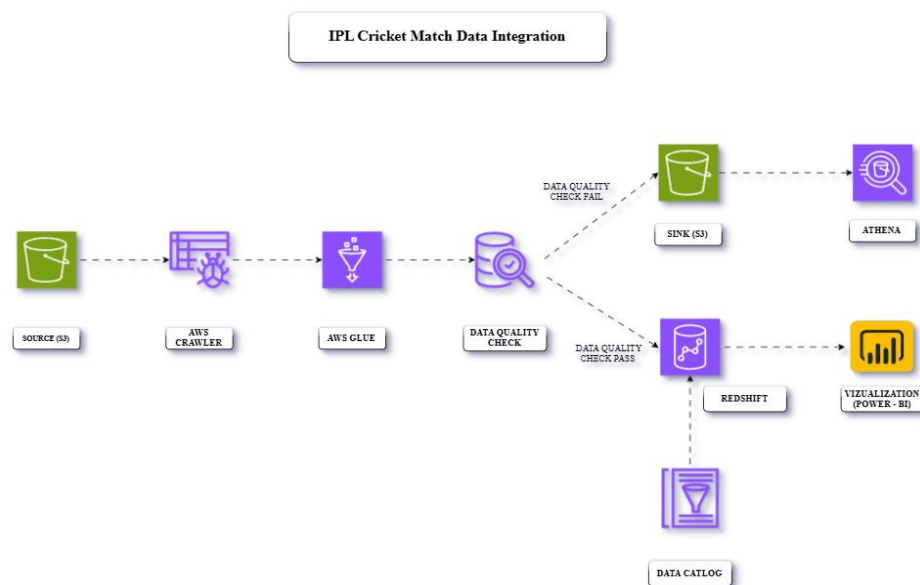 IPL Cricket Match Data Integration
DATA QUALITY
CHECK FAIL
SINK (S3)
ATHENA
SOURCE (S3)
AWS
CRAWLER
AWS GLUE
DATA QUALITY
CHECK
DATA QUALITY
CHECK PASS
REDSHIFT
VIZUALIZATION
(POWER - BI)
DATA CATLOG